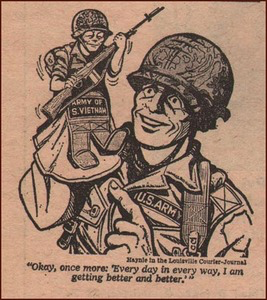 ARMY OF
S. VIETNAM
U.S. ARMY
Haynie in the Louisville Courier-Journal
"Okay, once more: 'Every day in every way, I am
getting better and better.'"